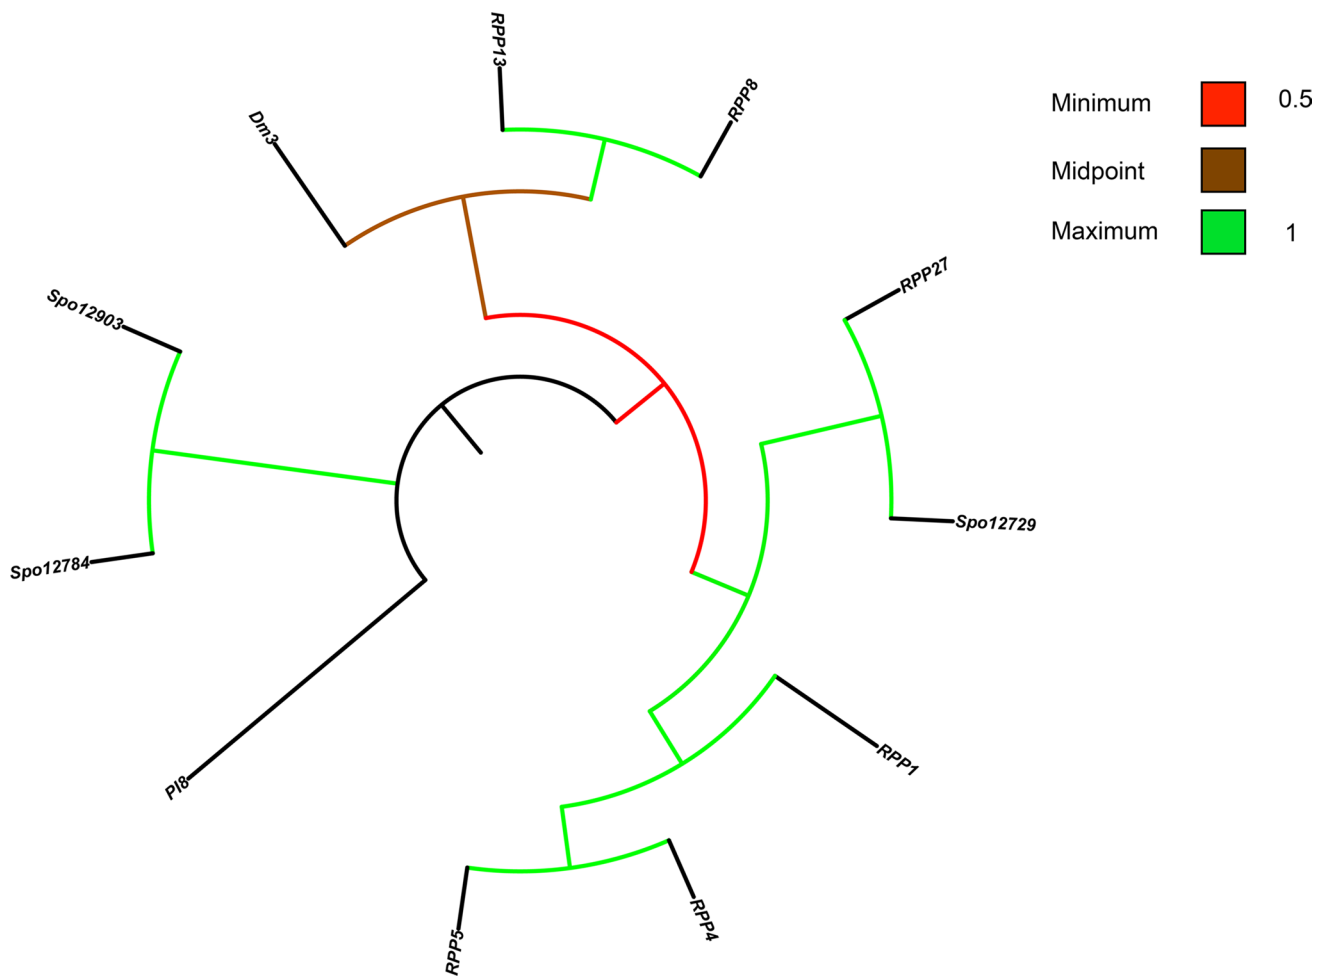 RPP13
RPP8
Dm3
Minimum 0.5
Midpoint
Maximum 1
RPP27
Spo12903
Spo12729
Spo12784
RPP1
Pl8
RPP4
RPP5